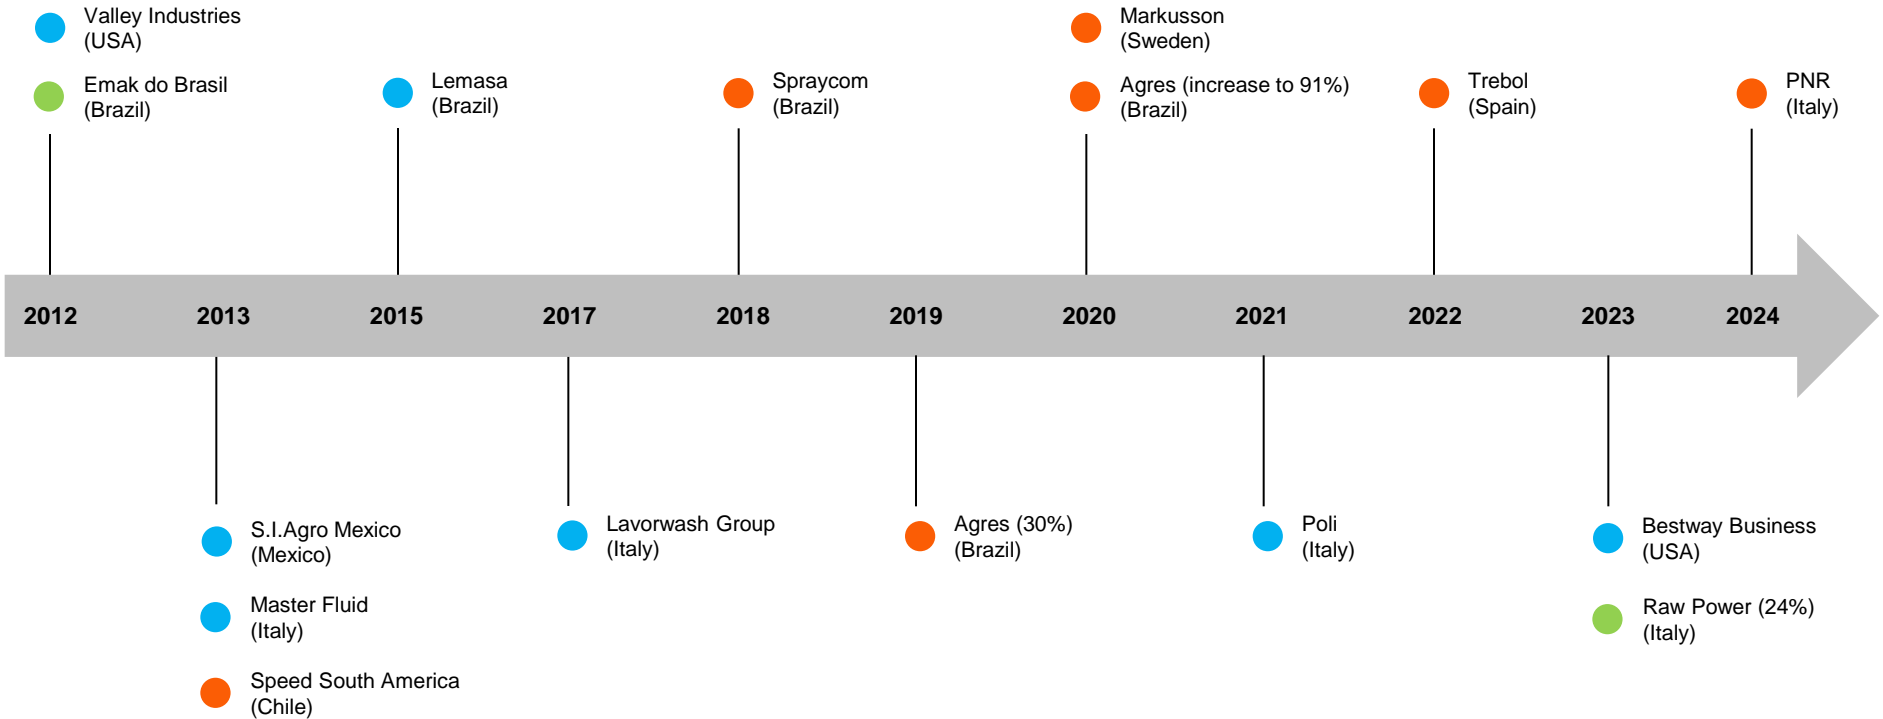 Valley Industries
(USA)
Emak do Brasil
(Brazil)
Lemasa
(Brazil)
Spraycom
(Brazil)
Markusson
(Sweden)
Agres (increase to 91%)
(Brazil)
Trebol
(Spain)
PNR
(Italy)
2012 2013 2015 2017 2018 2019 2020 2021 2022 2023 2024
S.I.Agro Mexico
(Mexico)
Master Fluid
(Italy)
Speed South America
(Chile)
Lavorwash Group
(Italy)
Agres (30%)
(Brazil)
Poli
(Italy)
Bestway Business
(USA)
Raw Power (24%)
(Italy)